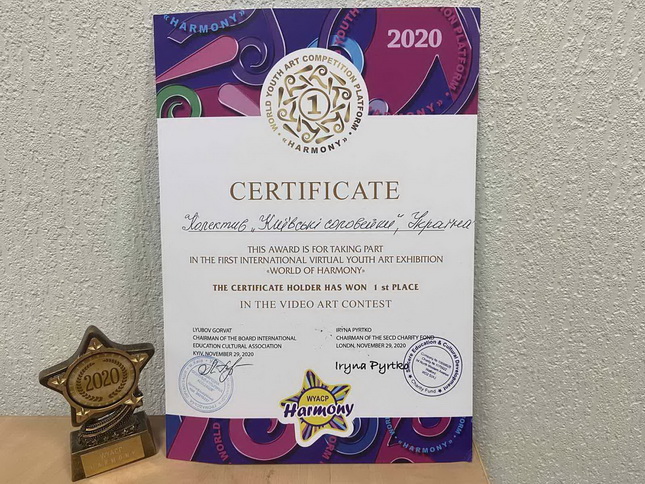 «HARMONY»
2020
WORLD YOUTH ART COMPETITION PLATFORM
1
«HARMONY»
CERTIFICATE
"Колектив „Київські соловейки", Україна
THIS AWARD IS FOR TAKING PART
IN THE FIRST INTERNATIONAL VIRTUAL YOUTH ART EXHIBITION
«WORLD OF HARMONY»
THE CERTIFICATE HOLDER HAS WON 1 st PLACE
IN THE VIDEO ART CONTEST
LYUBOV GORVAT
CHAIRMAN OF THE BOARD INTERNATIONAL
EDUCATION CULTURAL ASSOCIATION
KYIV, NOVEMBER 29, 2020
IRYNA PYRTKO
CHAIRMAN OF THE SECD CHARITY FOND
LONDN, NOVEMBER 29, 2020
Iryna Pyrtko
WYACP
Harmony
2020
«HARMONY»